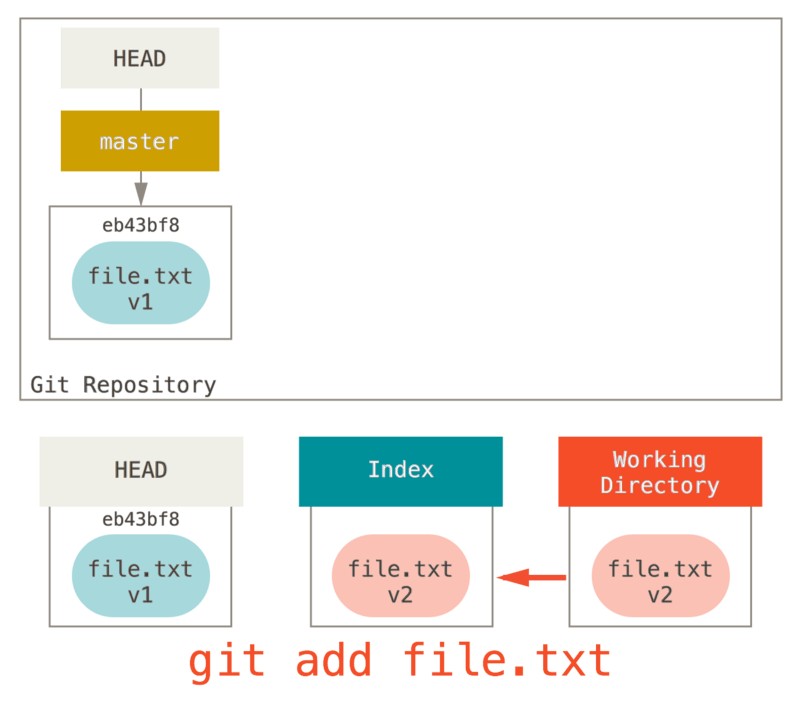 HEAD
master
eb43bf8
file.txt
v1
Git Repository
HEAD
Index
Working
Directory
eb43bf8
file.txt
v1
file.txt
v2
file.txt
v2
git add file.txt